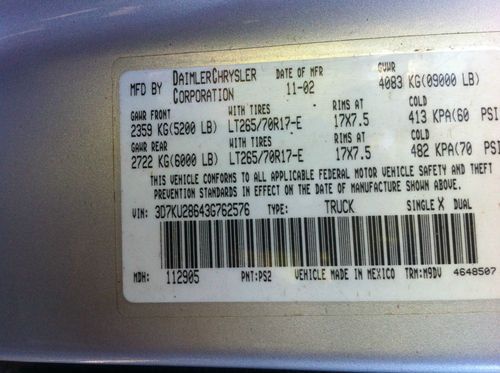 MFD BY DAIMLERCHRYSLER CORPORATION DATE OF MFR 11-02 GVWR 4083 KG(09000 LB)
GAWR FRONT WITH TIRES RIMS AT COLD
2359 KG(5200 LB) LT265/70R17-E 17X7.5 413 KPA(60 PSI
GAWR REAR WITH TIRES RIMS AT COLD
2722 KG(6000 LB) LT265/70R17-E 17X7.5 482 KPA(70 PSI
THIS VEHICLE CONFORMS TO ALL APPLICABLE FEDERAL MOTOR VEHICLE SAFETY AND THEFT
PREVENTION STANDARDS IN EFFECT ON THE DATE OF MANUFACTURE SHOWN ABOVE.
VIN: 3D7KU28643G762576 TYPE: TRUCK SINGLE X DUAL
MDH: 112905 PNT:PS2 VEHICLE MADE IN MEXICO TRM:M9DV 4648507